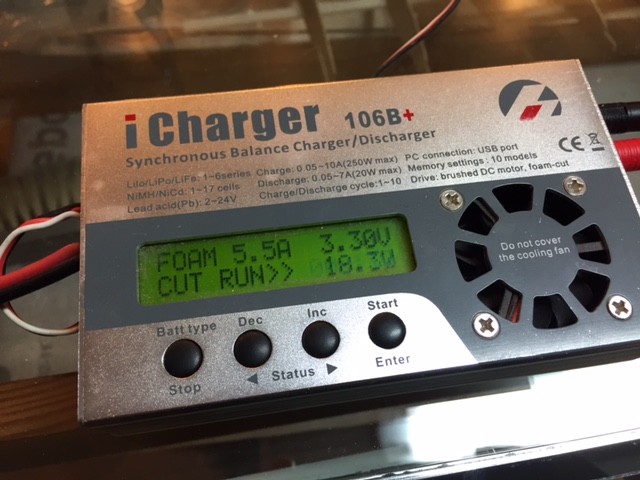 iCharger 106B+
Synchronous Balance Charger/Discharger
LiIo/LiPo/LiFe: 1~6series Charge: 0.05~10A(250W max) PC connection: USB port
NiMH/NiCd: 1~17 cells Discharge: 0.05~7A(20W max) Memory settings: 10 models
Lead acid(Pb): 2~24V Charge/Discharge cycle:1~10 Drive: brushed DC motor, foam-cut
CE
FOAM 5.5A 3.30V
CUT RUN>> 018.3W
Do not cover
the cooling fan
Batt type Dec Inc Start
Stop ◀ Status ▶ Enter